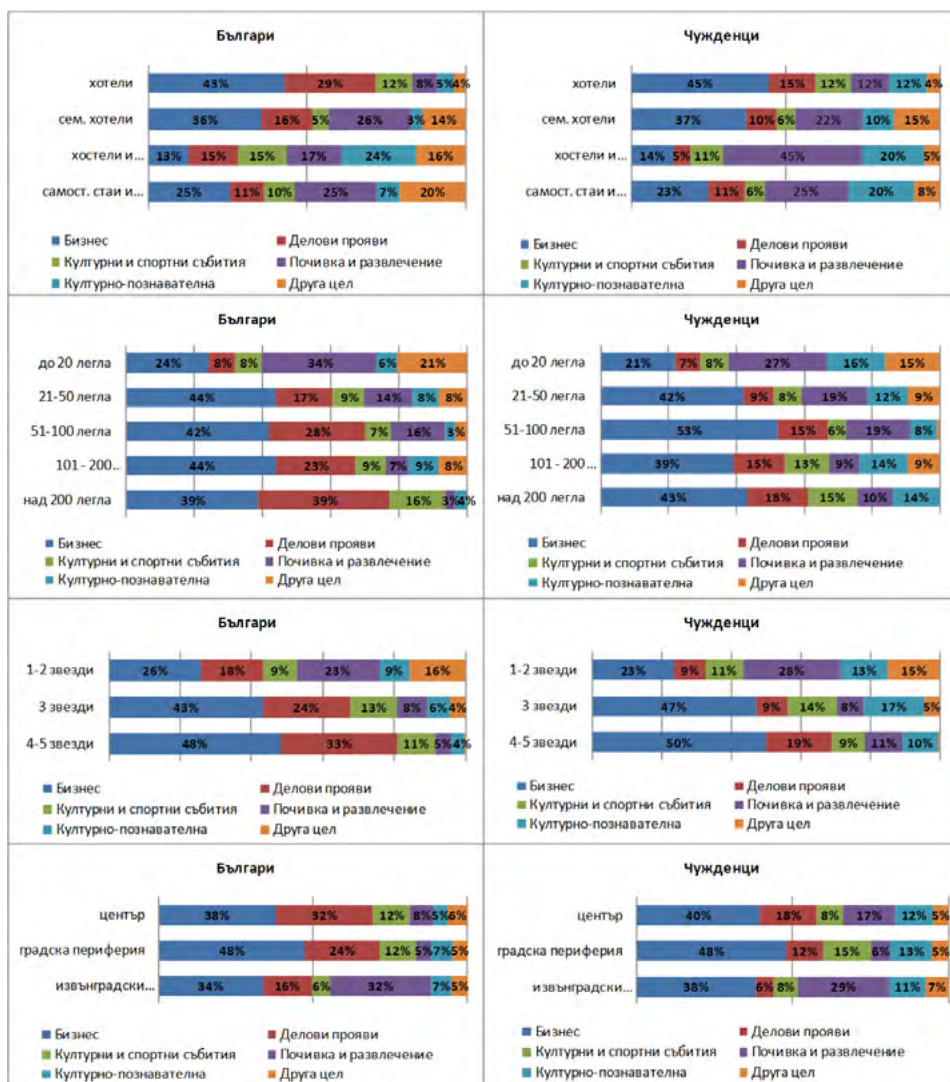 Българи
хотели 43% 29% 12% 8% 5% 4%
сем. хотели 36% 16% 5% 26% 3% 14%
хостели и... 13% 15% 15% 17% 24% 16%
самост. стаи и... 25% 11% 10% 25% 7% 20%
Бизнес Делови прояви
Културни и спортни събития Почивка и развлечение
Културно-познавателна Друга цел
Чужденци
хотели 45% 15% 12% 12% 12% 4%
сем. хотели 37% 10% 6% 22% 10% 15%
хостели и... 14% 5% 11% 45% 20% 5%
самост. стаи и... 23% 11% 6% 25% 20% 8%
Бизнес Делови прояви
Културни и спортни събития Почивка и развлечение
Културно-познавателна Друга цел
Българи
до 20 легла 24% 8% 8% 34% 6% 21%
21-50 легла 44% 17% 9% 14% 8% 8%
51-100 легла 42% 28% 7% 16% 3%
101 - 200... 44% 23% 9% 7% 9% 8%
над 200 легла 39% 39% 16% 3% 4%
Бизнес Делови прояви
Културни и спортни събития Почивка и развлечение
Културно-познавателна Друга цел
Чужденци
до 20 легла 21% 7% 8% 27% 16% 15%
21-50 легла 42% 9% 8% 19% 12% 9%
51-100 легла 53% 15% 6% 19% 8%
101 - 200... 39% 15% 13% 9% 14% 9%
над 200 легла 43% 18% 15% 10% 14%
Бизнес Делови прояви
Културни и спортни събития Почивка и развлечение
Културно-познавателна Друга цел
Българи
1-2 звезди 26% 18% 9% 23% 9% 16%
3 звезди 43% 24% 13% 8% 6% 4%
4-5 звезди 48% 33% 11% 5% 4%
Бизнес Делови прояви
Културни и спортни събития Почивка и развлечение
Културно-познавателна Друга цел
Чужденци
1-2 звезди 23% 9% 11% 28% 13% 15%
3 звезди 47% 9% 14% 8% 17% 5%
4-5 звезди 50% 19% 9% 11% 10%
Бизнес Делови прояви
Културни и спортни събития Почивка и развлечение
Културно-познавателна Друга цел
Българи
център 38% 32% 12% 8% 5% 6%
градска периферия 48% 24% 12% 5% 7% 5%
извънградски... 34% 16% 6% 32% 7% 5%
Бизнес Делови прояви
Културни и спортни събития Почивка и развлечение
Културно-познавателна Друга цел
Чужденци
център 40% 18% 8% 17% 12% 5%
градска периферия 48% 12% 15% 6% 13% 5%
извънградски... 38% 6% 8% 29% 11% 7%
Бизнес Делови прояви
Културни и спортни събития Почивка и развлечение
Културно-познавателна Друга цел